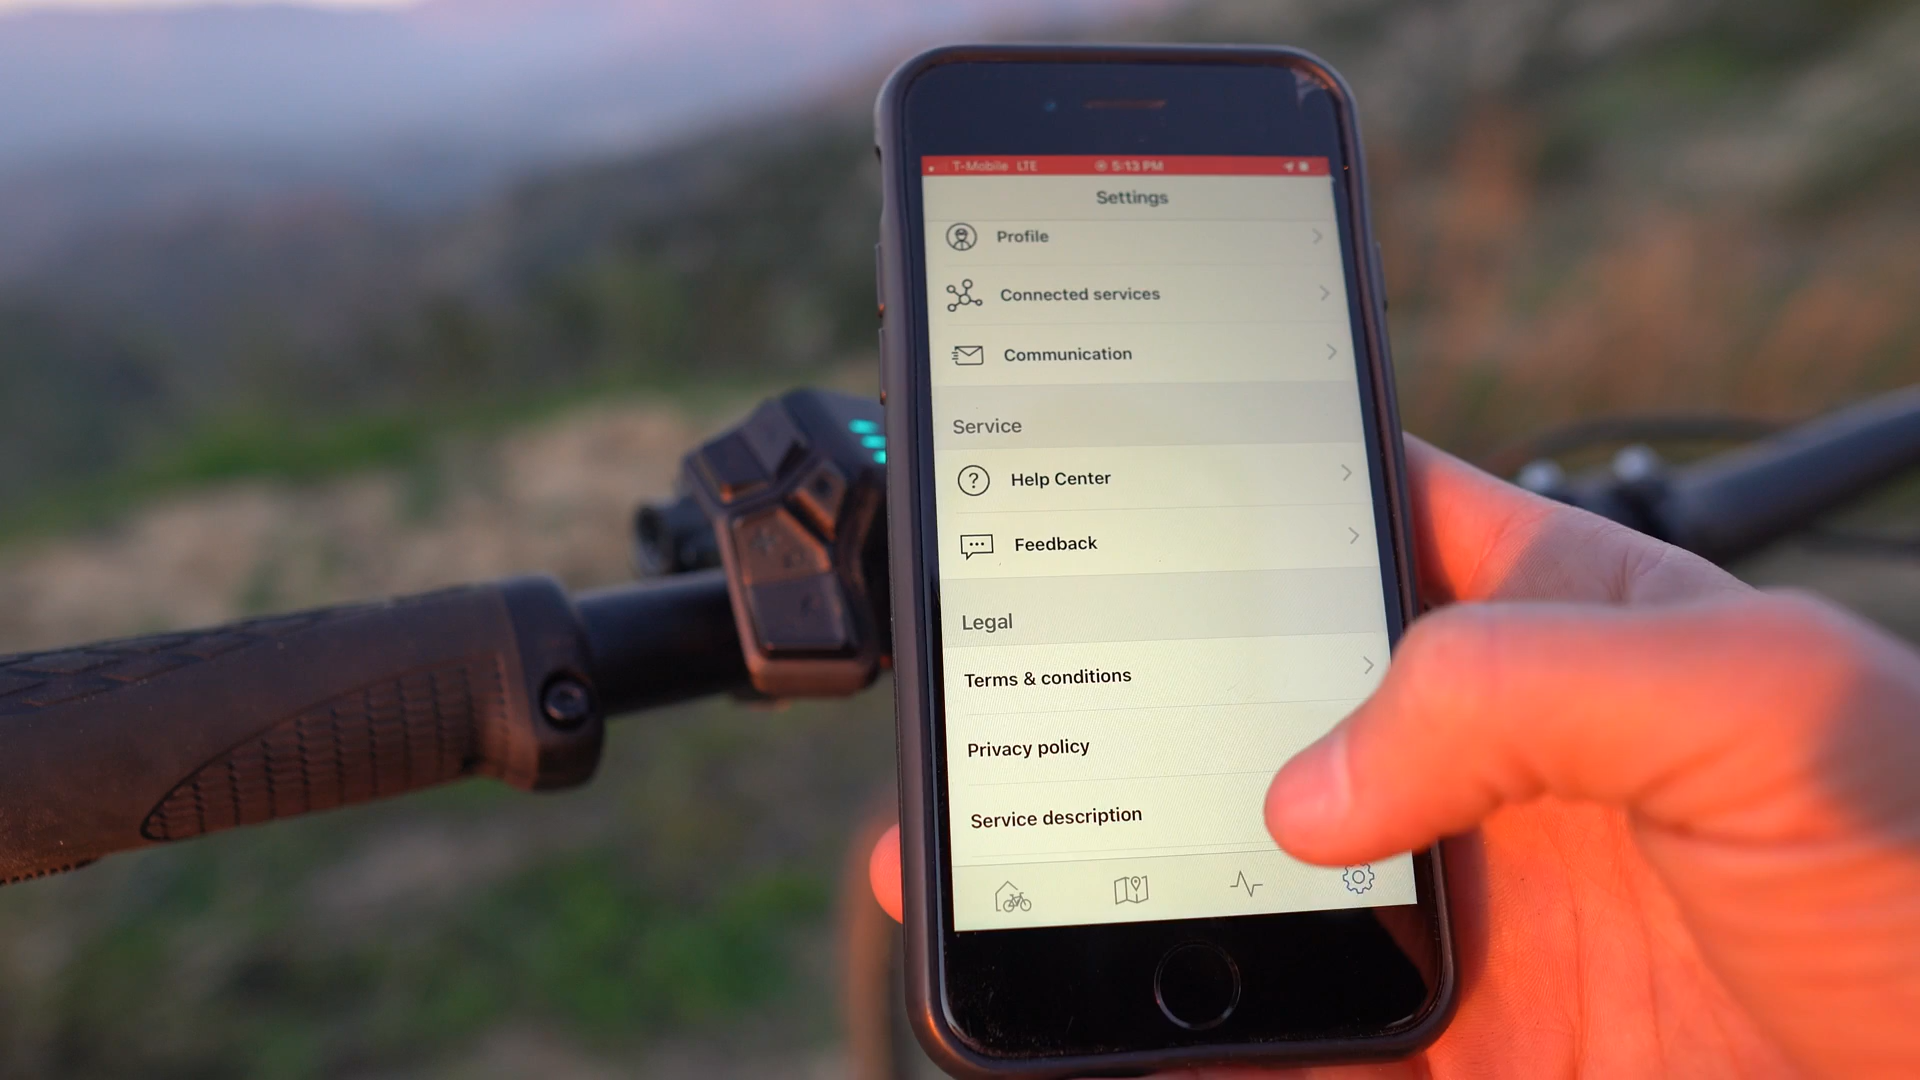 T-Mobile LTE 5:13 PM
Settings
Profile
Connected services
Communication
Service
Help Center
Feedback
Legal
Terms & conditions
Privacy policy
Service description